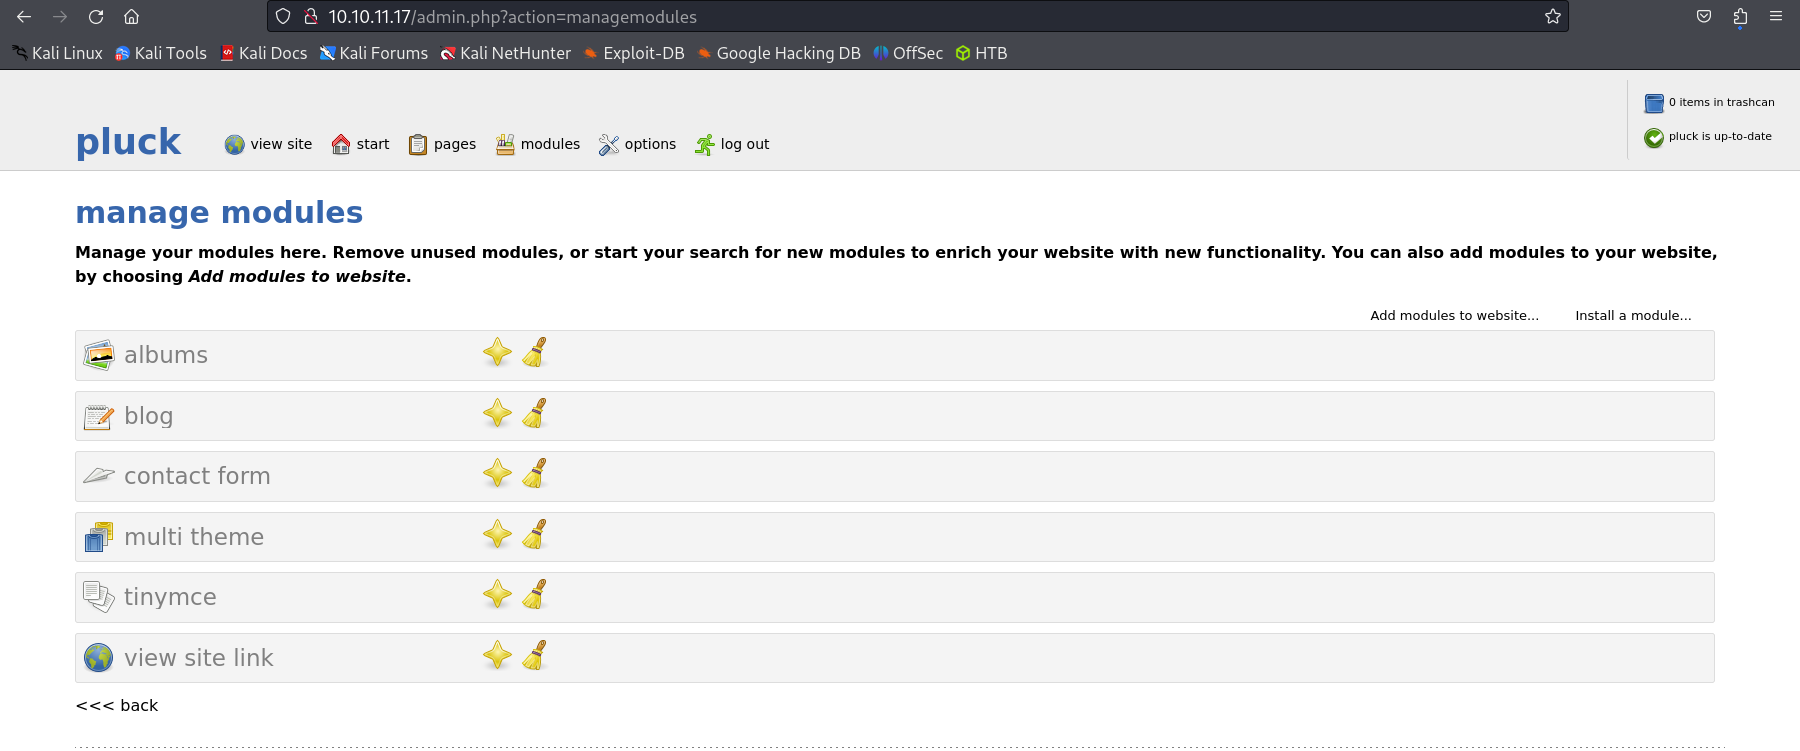 10.10.11.17/admin.php?action=managemodules
Kali Linux Kali Tools Kali Docs Kali Forums Kali NetHunter Exploit-DB Google Hacking DB OffSec HTB
0 items in trashcan
pluck view site start pages modules options log out
pluck is up-to-date
manage modules
Manage your modules here. Remove unused modules, or start your search for new modules to enrich your website with new functionality. You can also add modules to your website,
by choosing Add modules to website.
Add modules to website... Install a module...
albums
blog
contact form
multi theme
tinymce
view site link
<<< back